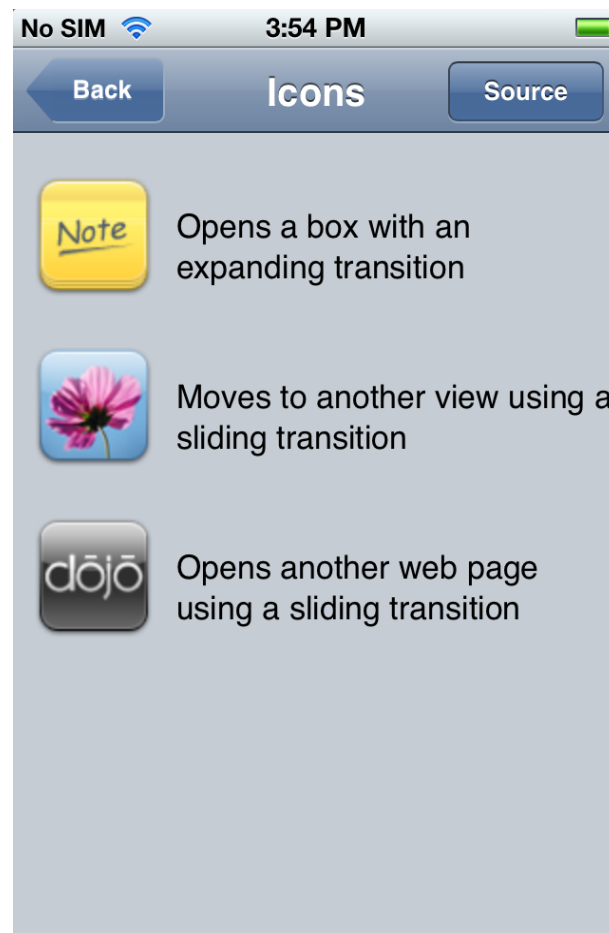 No SIM 3:54 PM
Back Icons Source
Note
Opens a box with an
expanding transition
Moves to another view using a
sliding transition
dōjō
Opens another web page
using a sliding transition